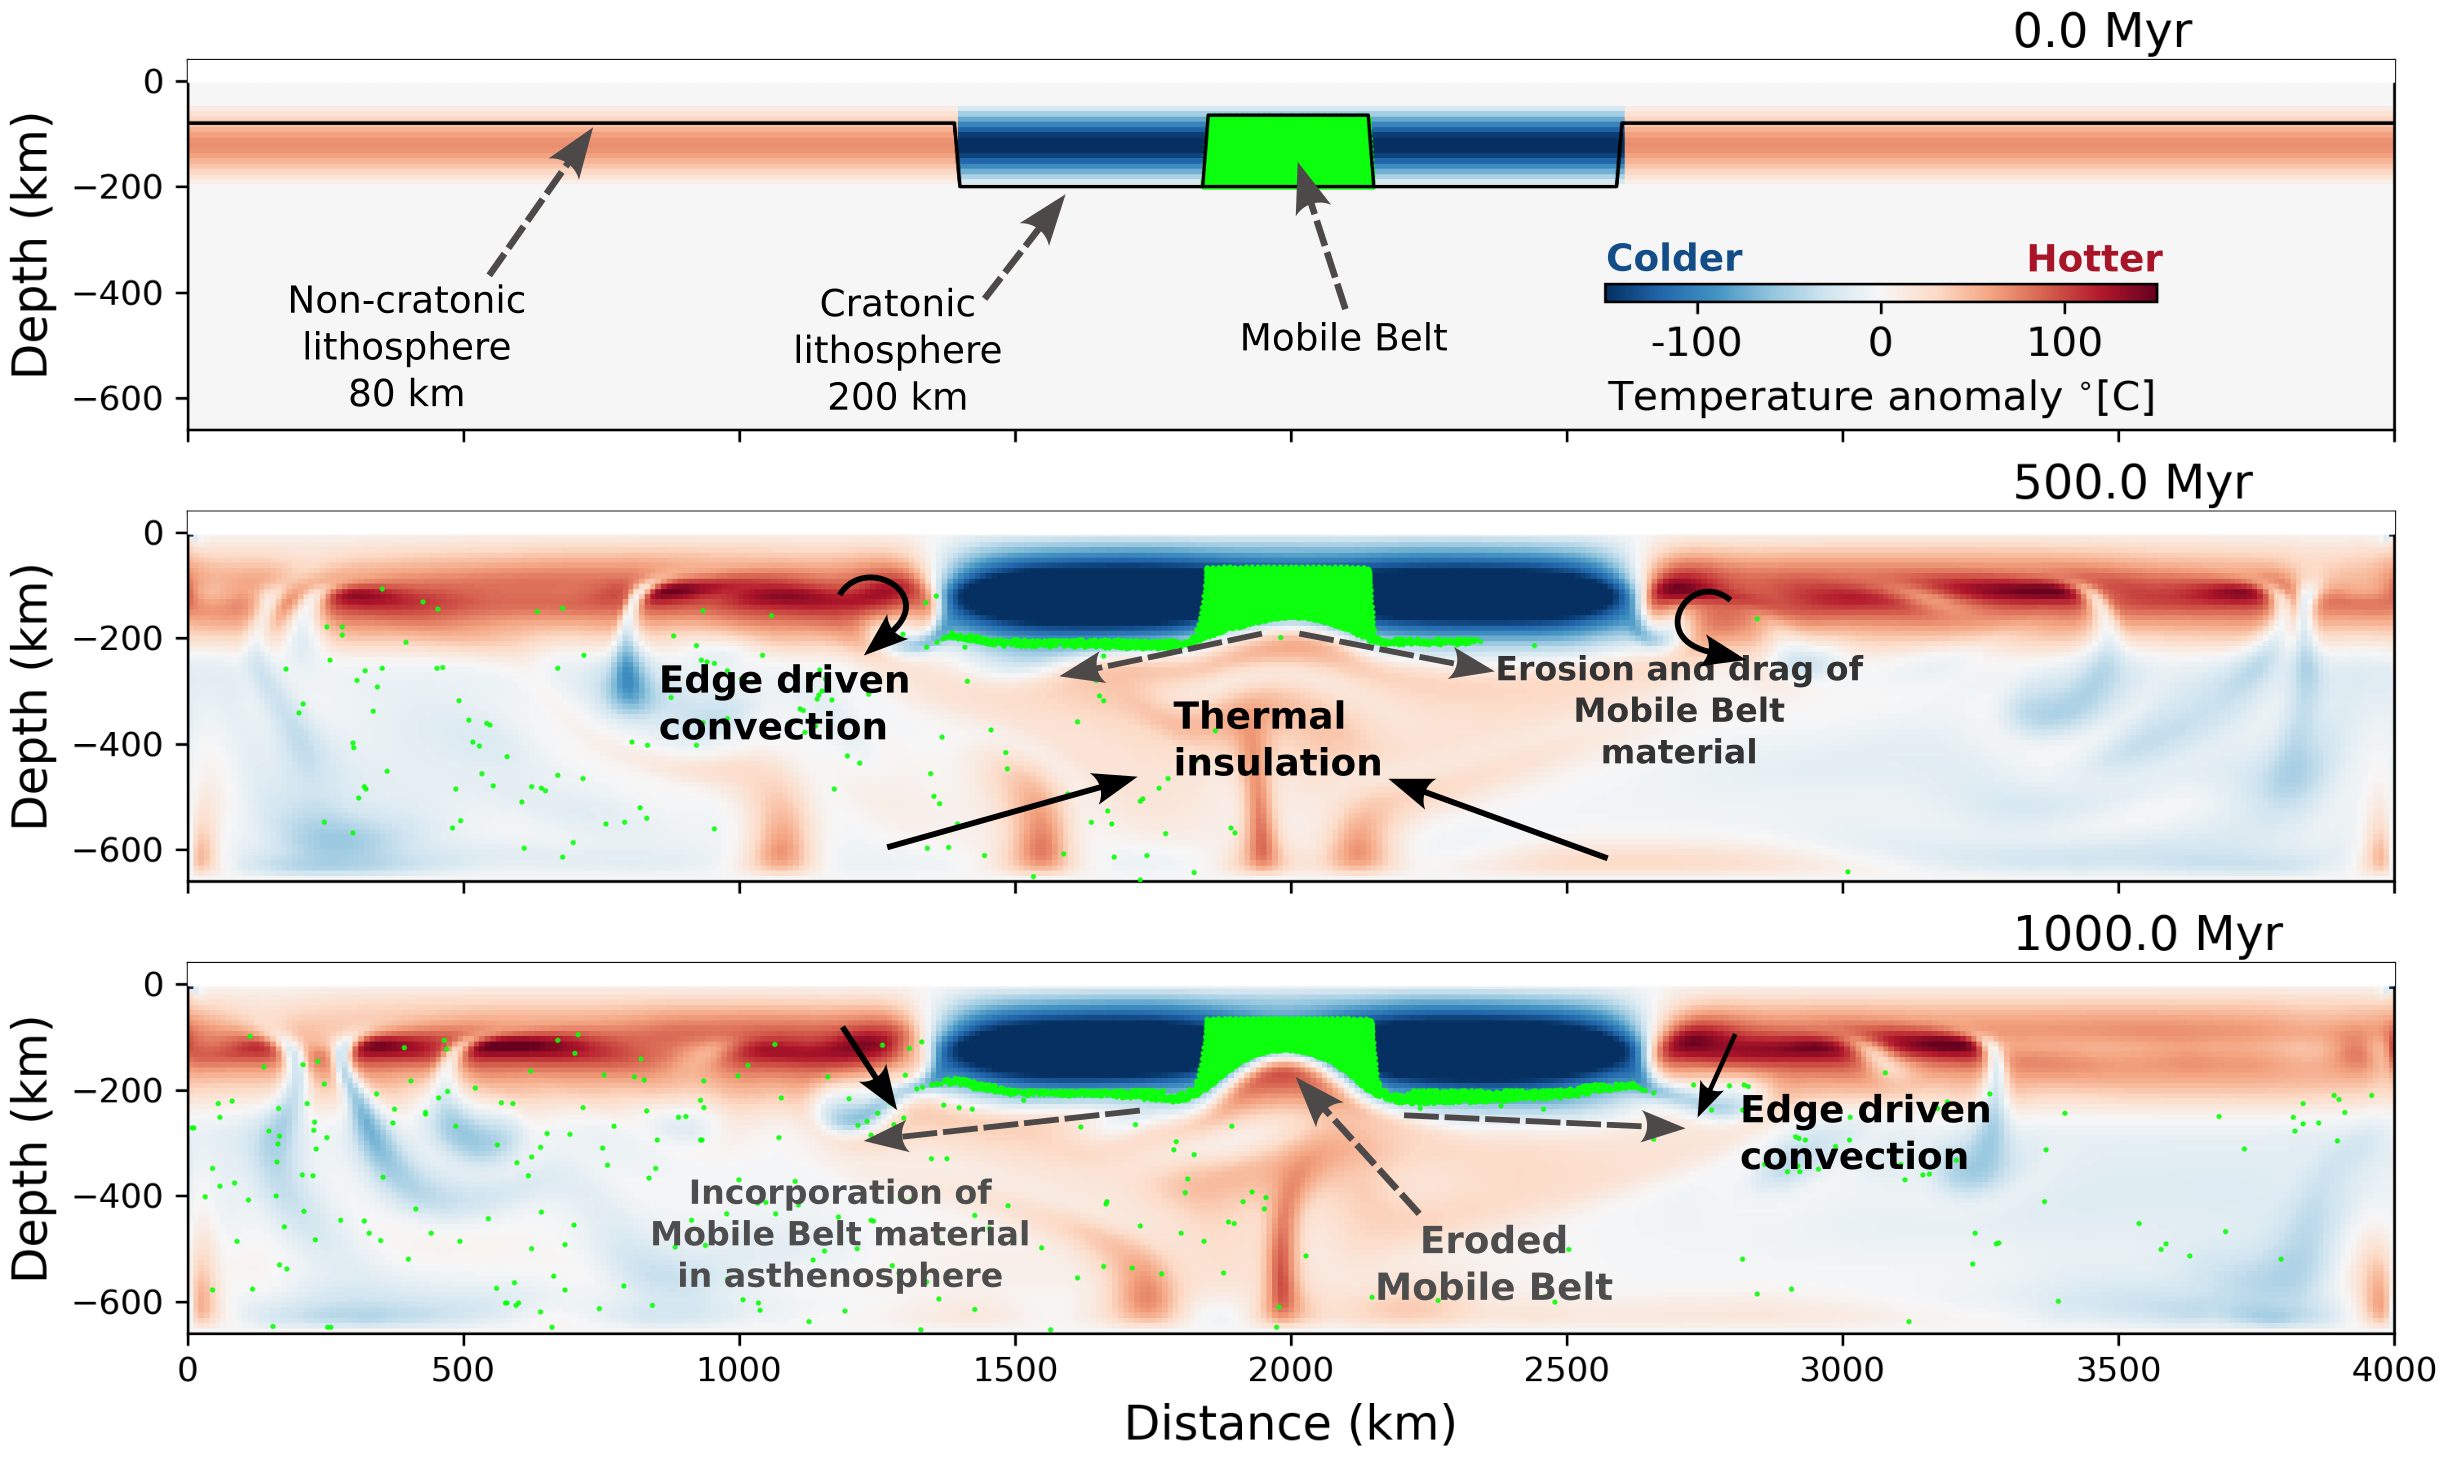 0.0 Myr
0
−200
−400
−600
Depth (km)
Non-cratonic
lithosphere
80 km
Cratonic
lithosphere
200 km
Mobile Belt
Colder
Hotter
-100
0
100
Temperature anomaly °[C]
500.0 Myr
0
−200
−400
−600
Depth (km)
Edge driven
convection
Thermal
insulation
Erosion and drag of
Mobile Belt
material
1000.0 Myr
0
−200
−400
−600
Depth (km)
Edge driven
convection
Incorporation of
Mobile Belt material
in asthenosphere
Eroded
Mobile Belt
0
500
1000
1500
2000
2500
3000
3500
4000
Distance (km)